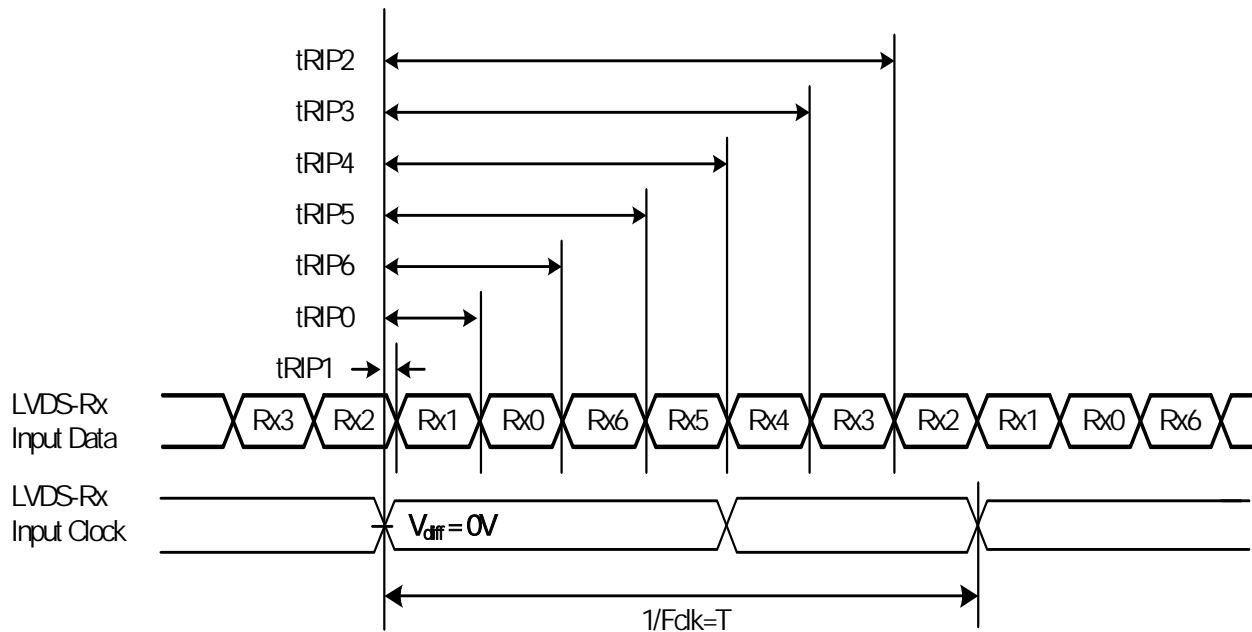 tRIP2
tRIP3
tRIP4
tRIP5
tRIP6
tRIP0
tRIP1
LVDS-Rx
Input Data
Rx3 Rx2 Rx1 Rx0 Rx6 Rx5 Rx4 Rx3 Rx2 Rx1 Rx0 Rx6
LVDS-Rx
Input Clock
Vdiff = 0V
1/Fclk=T